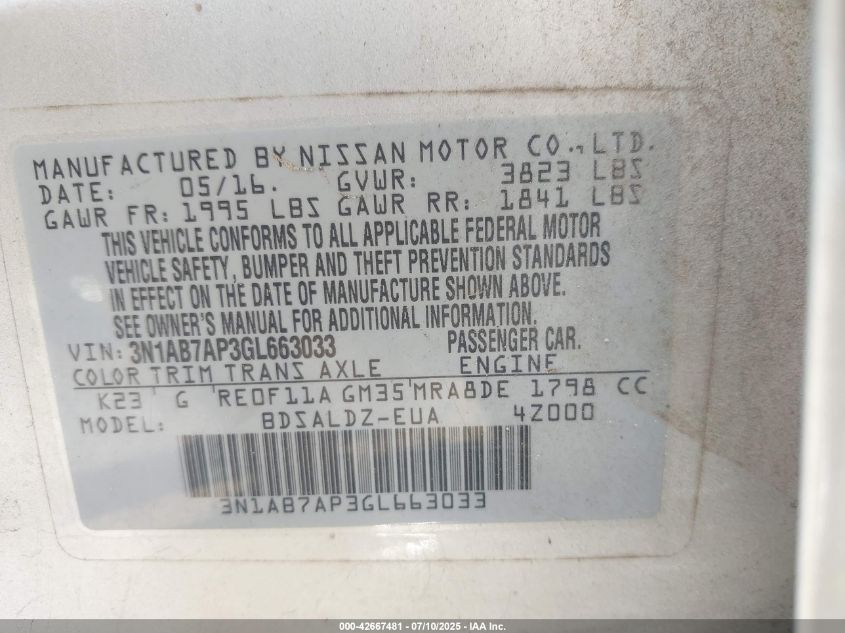 MANUFACTURED BY NISSAN MOTOR CO., LTD.
DATE: 05/16. GVWR: 3823 LBS
GAWR FR: 1995 LBS GAWR RR: 1841 LBS
THIS VEHICLE CONFORMS TO ALL APPLICABLE FEDERAL MOTOR
VEHICLE SAFETY, BUMPER AND THEFT PREVENTION STANDARDS
IN EFFECT ON THE DATE OF MANUFACTURE SHOWN ABOVE.
SEE OWNER'S MANUAL FOR ADDITIONAL INFORMATION.
VIN: 3N1AB7AP3GL663033 PASSENGER CAR.
COLOR TRIM TRANS AXLE ENGINE
K23 G RE0F11A GM35 MRA8DE 1798 CC
MODEL: BDSALDZ-EUA 4Z000
3N1AB7AP3GL663033
000-42667481 - 07/10/2025 - IAA Inc.